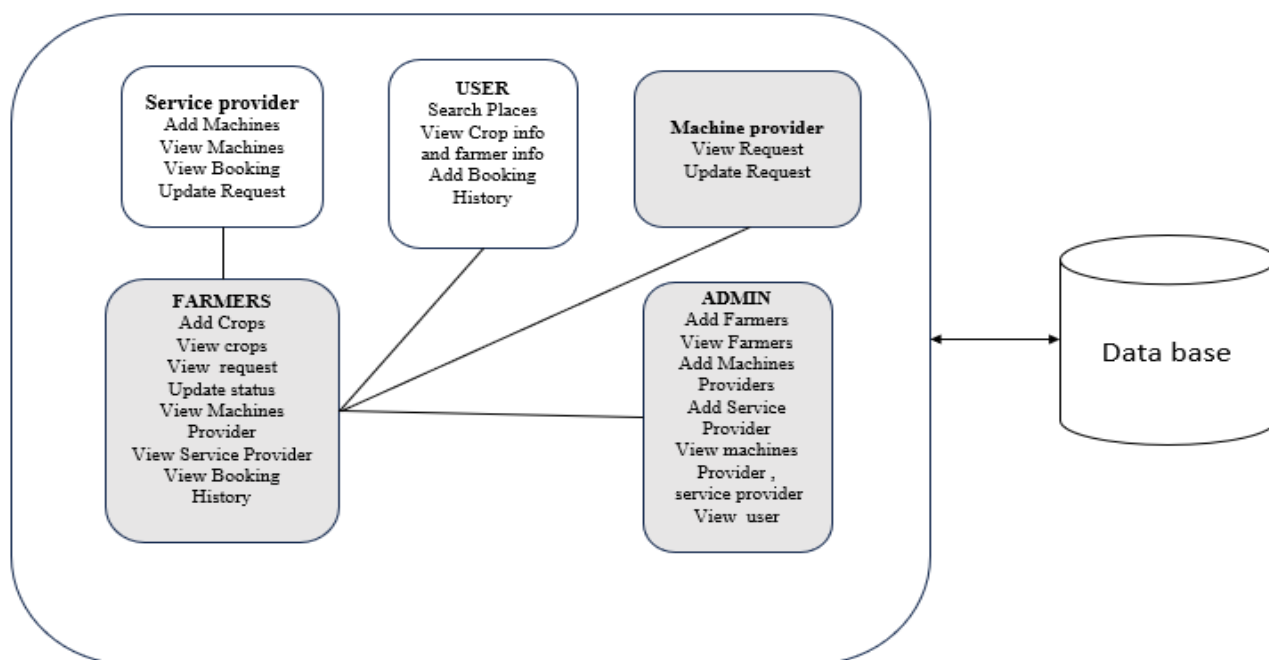 Service provider
Add Machines
View Machines
View Booking
Update Request
USER
Search Places
View Crop info
and farmer info
Add Booking
History
Machine provider
View Request
Update Request
FARMERS
Add Crops
View crops
View request
Update status
View Machines
Provider
View Service Provider
View Booking
History
ADMIN
Add Farmers
View Farmers
Add Machines
Providers
Add Service
Provider
View machines
Provider ,
service provider
View user
Data base